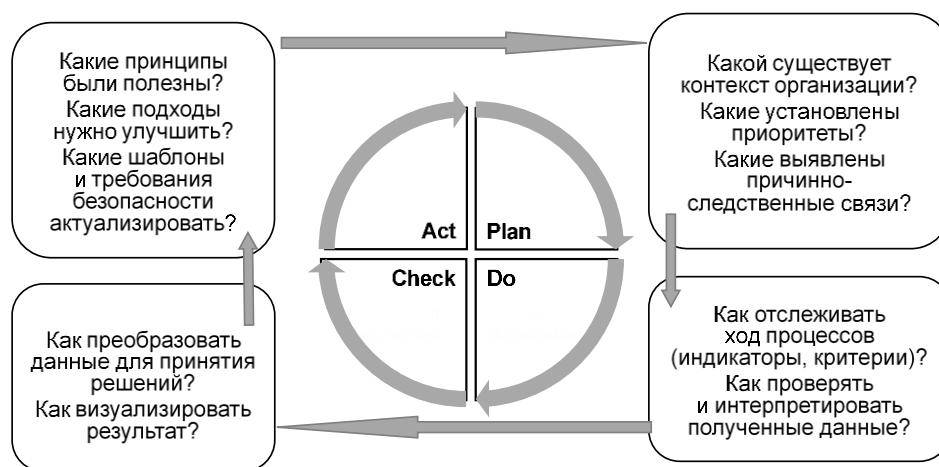 Какие принципы
были полезны?
Какие подходы
нужно улучшить?
Какие шаблоны
и требования
безопасности
актуализировать?
Какой существует
контекст организации?
Какие установлены
приоритеты?
Какие выявлены
причинно-
следственные связи?
Act
Plan
Check
Do
Как преобразовать
данные для принятия
решений?
Как визуализировать
результат?
Как отслеживать
ход процессов
(индикаторы, критерии)?
Как проверять
и интерпретировать
полученные данные?